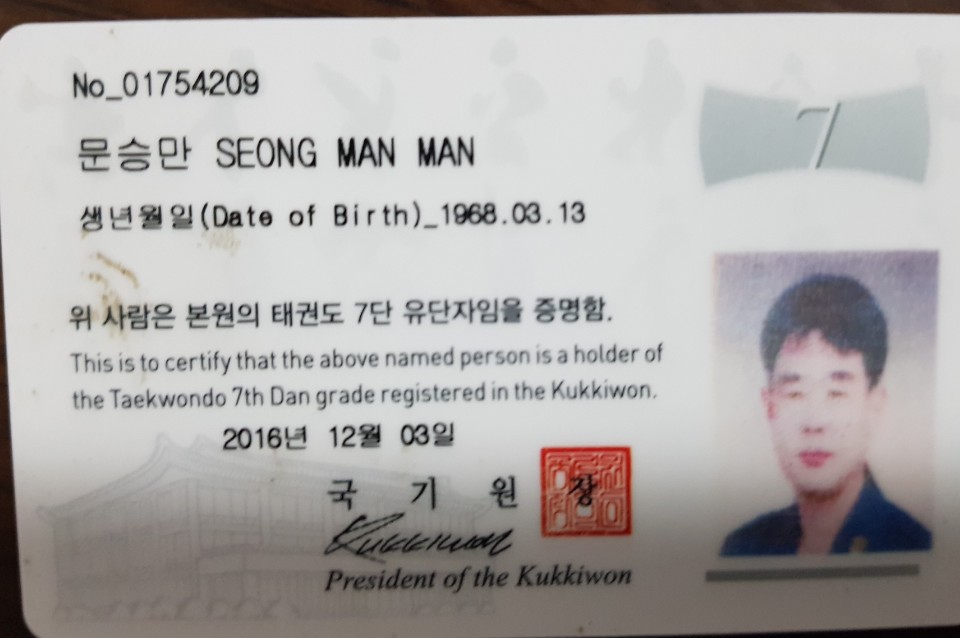 No_01754209
7
문승만 SEONG MAN MAN
생년월일(Date of Birth)_1968.03.13
위 사람은 본원의 태권도 7단 유단자임을 증명함.
This is to certify that the above named person is a holder of
the Taekwondo 7th Dan grade registered in the Kukkiwon.
2016년 12월 03일
국 기 원 장
Kukkiwon
President of the Kukkiwon